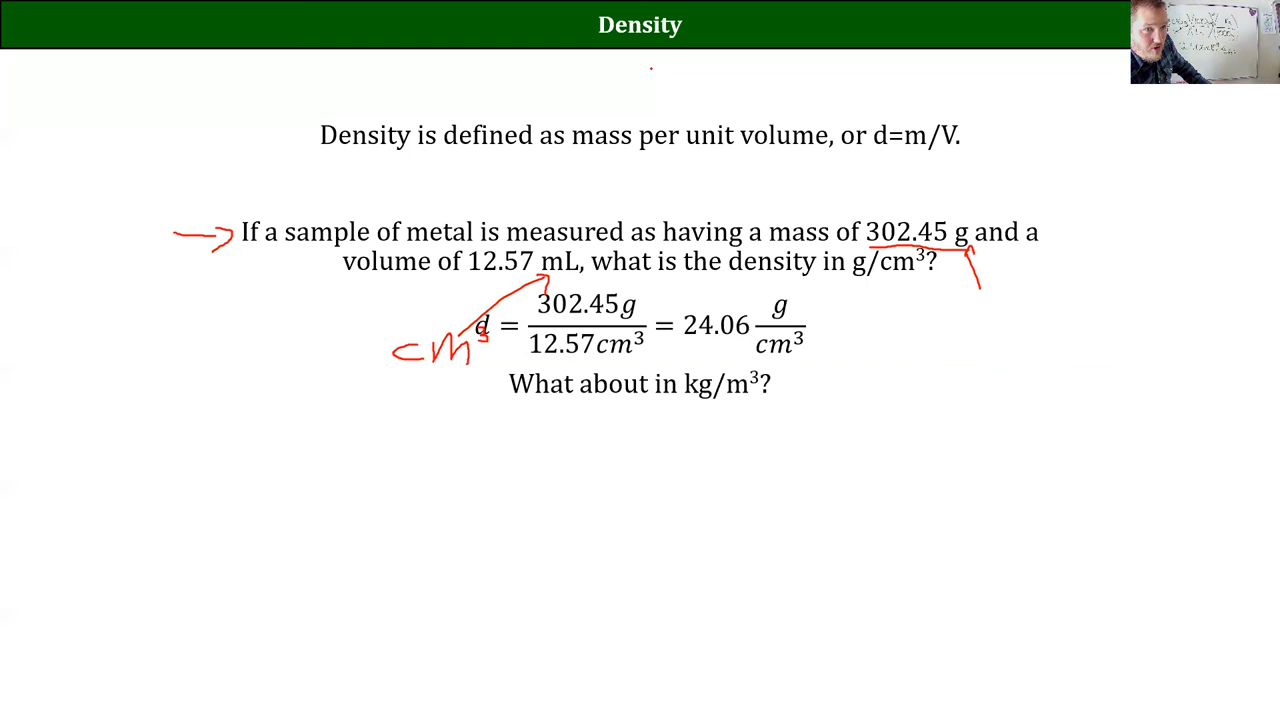 Density
Density is defined as mass per unit volume, or d=m/V.
If a sample of metal is measured as having a mass of 302.45 g and a
volume of 12.57 mL, what is the density in g/cm³?
d = 302.45g / 12.57cm³ = 24.06 g/cm³
cm³
What about in kg/m³?